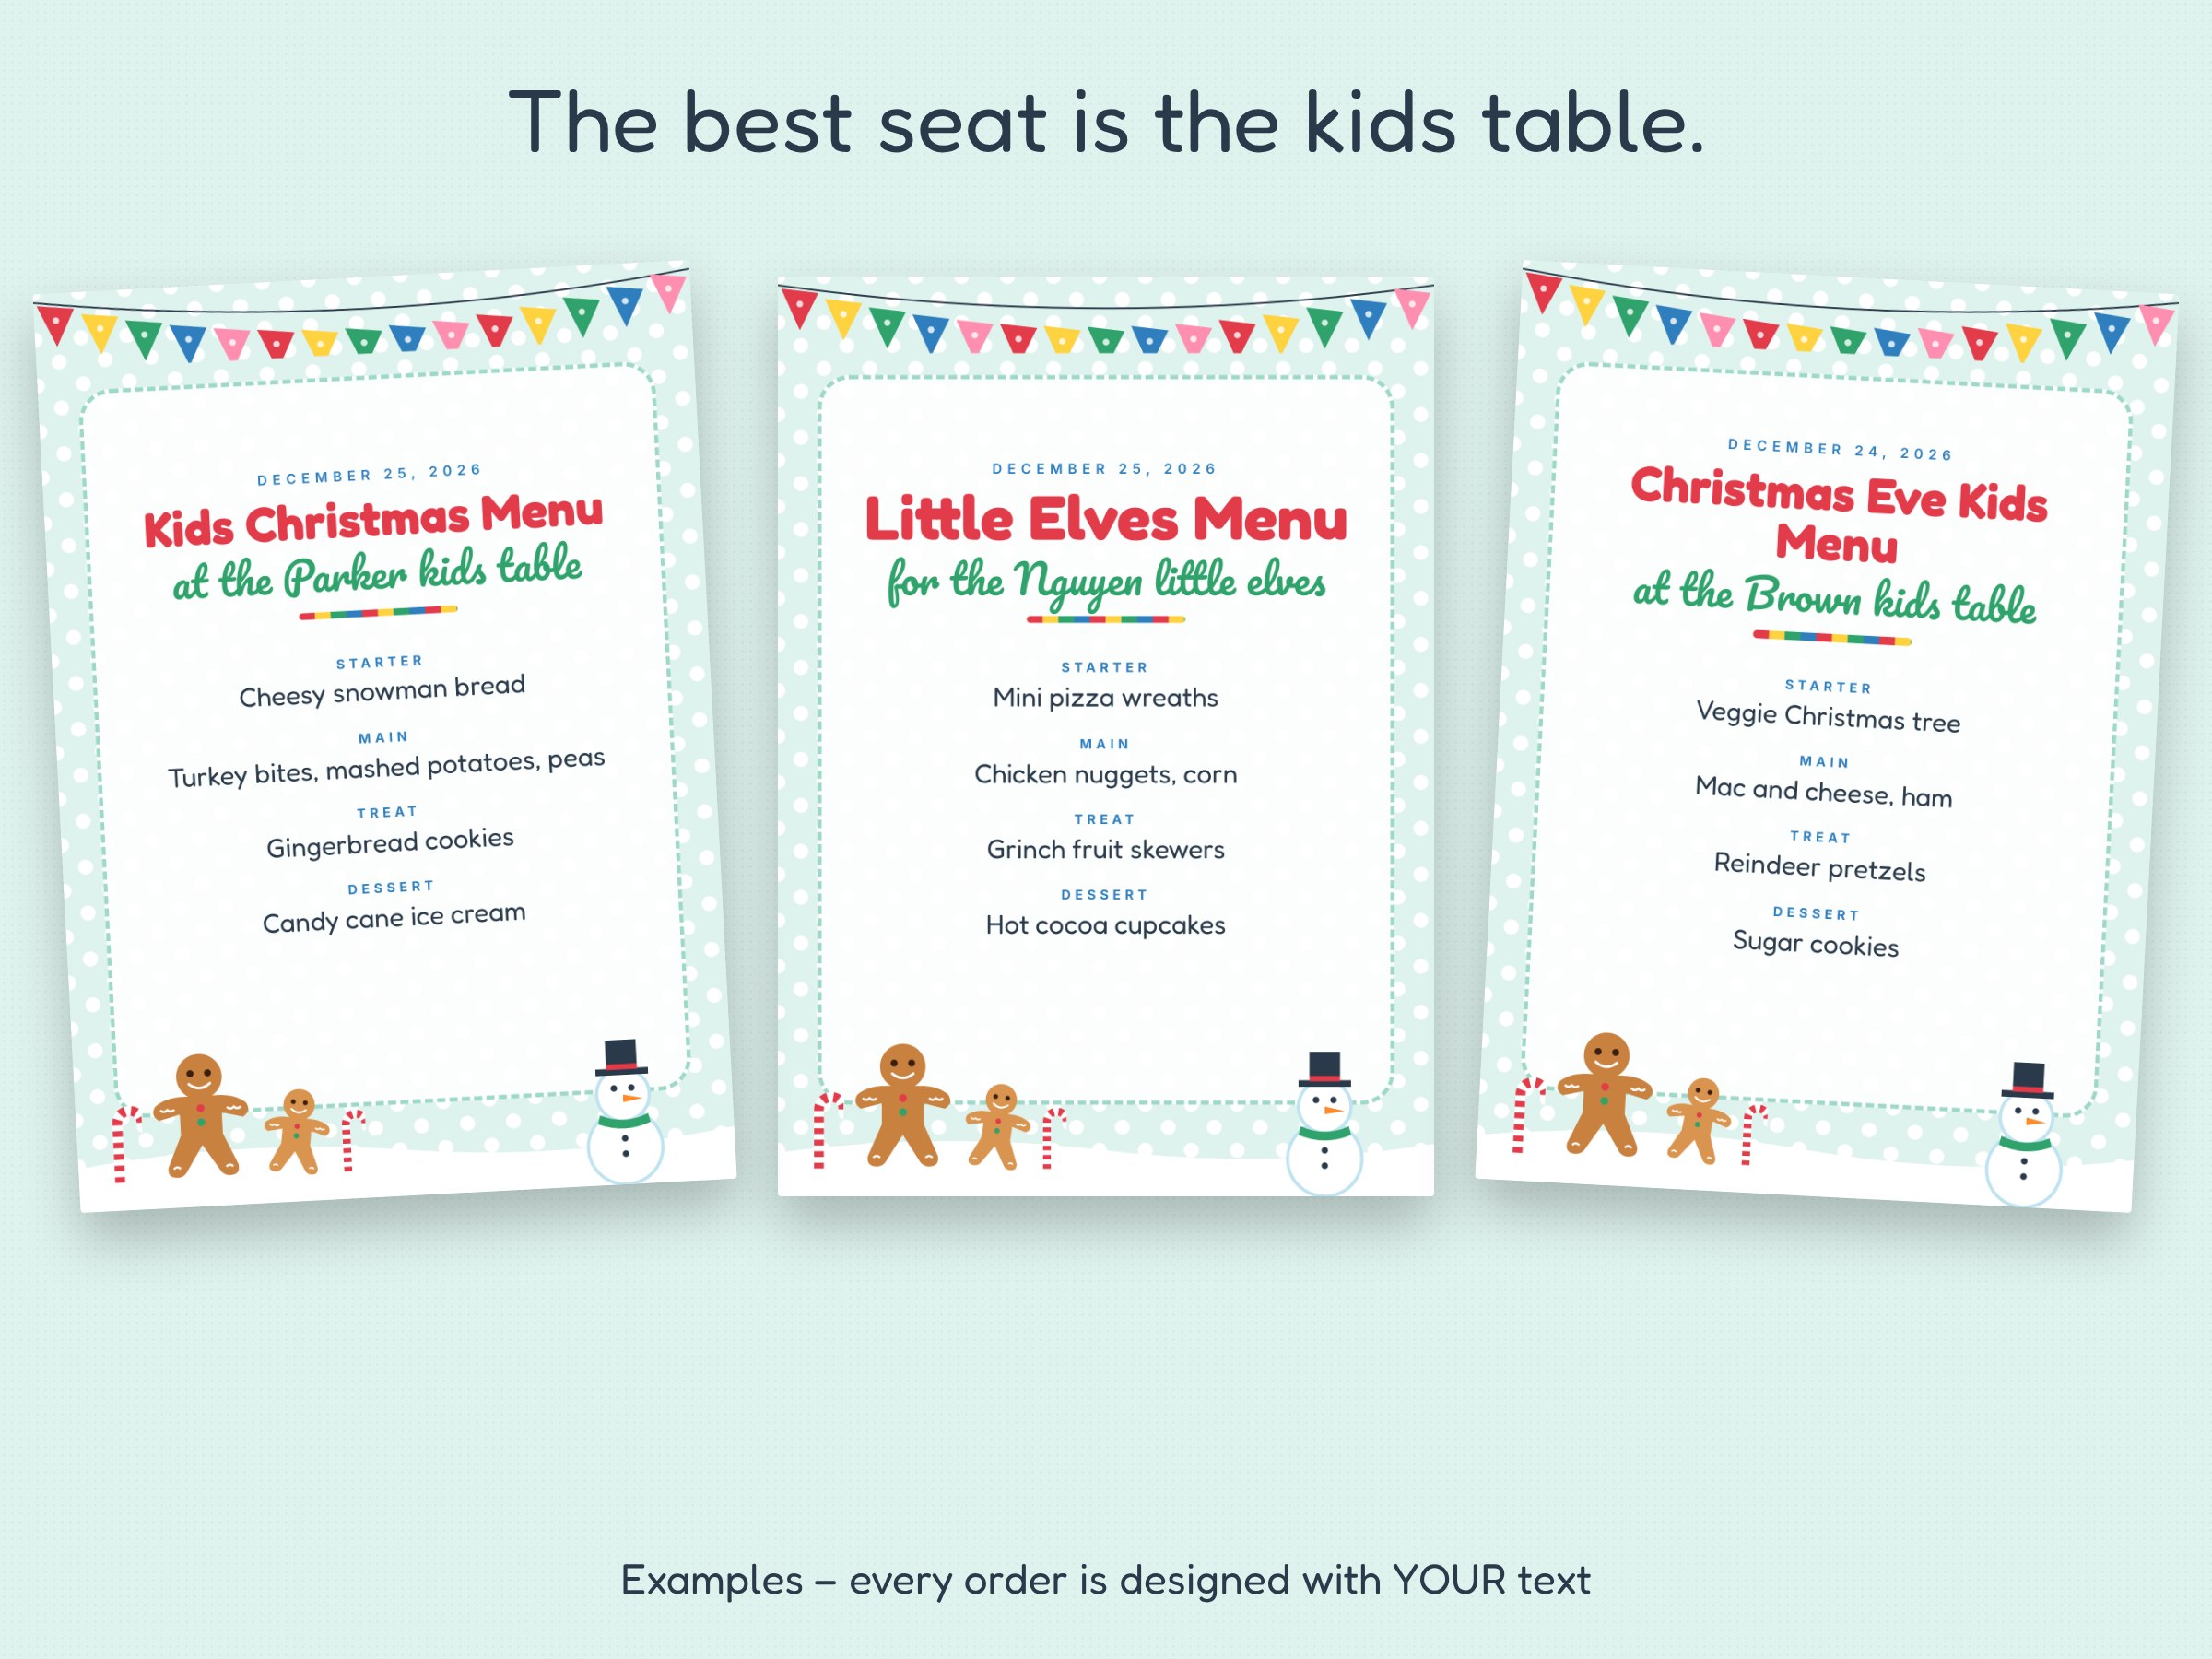 The best seat is the kids table.
DECEMBER 25, 2026
Kids Christmas Menu
at the Parker kids table
STARTER
Cheesy snowman bread
MAIN
Turkey bites, mashed potatoes, peas
TREAT
Gingerbread cookies
DESSERT
Candy cane ice cream
DECEMBER 25, 2026
Little Elves Menu
for the Nguyen little elves
STARTER
Mini pizza wreaths
MAIN
Chicken nuggets, corn
TREAT
Grinch fruit skewers
DESSERT
Hot cocoa cupcakes
DECEMBER 24, 2026
Christmas Eve Kids
Menu
at the Brown kids table
STARTER
Veggie Christmas tree
MAIN
Mac and cheese, ham
TREAT
Reindeer pretzels
DESSERT
Sugar cookies
Examples – every order is designed with YOUR text